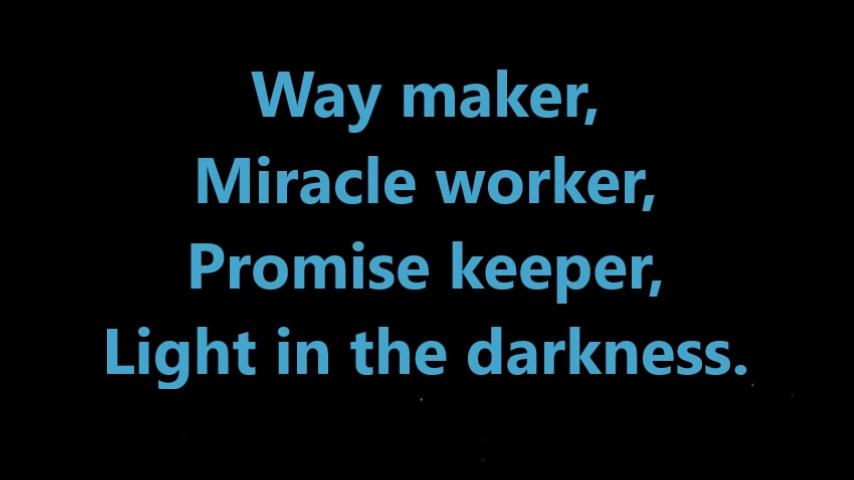 Way maker,
Miracle worker,
Promise keeper,
Light in the darkness.